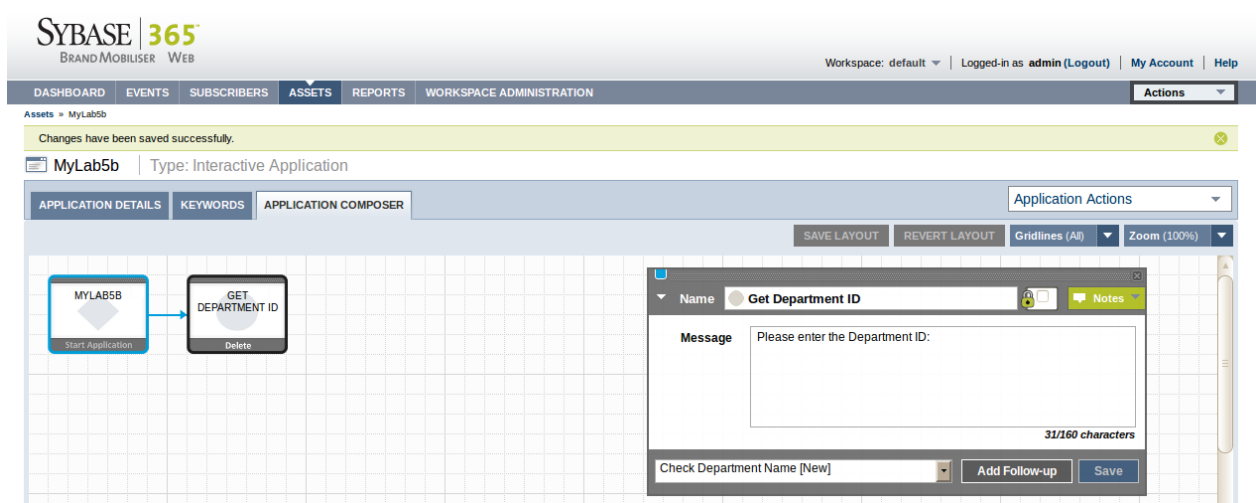 SYBASE 365™
BRAND MOBILISER WEB
Workspace: default | Logged-in as admin (Logout) | My Account | Help
DASHBOARD EVENTS SUBSCRIBERS ASSETS REPORTS WORKSPACE ADMINISTRATION Actions
Assets » MyLab5b
Changes have been saved successfully.
MyLab5b | Type: Interactive Application
APPLICATION DETAILS KEYWORDS APPLICATION COMPOSER Application Actions
SAVE LAYOUT REVERT LAYOUT Gridlines (All) Zoom (100%)
MYLAB5B
Start Application
GET
DEPARTMENT ID
Delete
Name Get Department ID Notes
Message Please enter the Department ID:
31/160 characters
Check Department Name [New] Add Follow-up Save